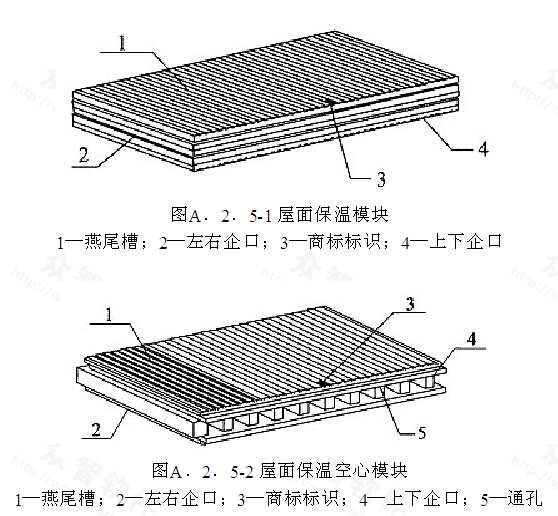 1
2
3
4
图A．2．5-1屋面保温模块
1—燕尾槽；2—左右企口；3—商标标识；4—上下企口
1
3
4
2
5
图A．2．5-2屋面保温空心模块
1—燕尾槽；2—左右企口；3—商标标识；4—上下企口；5—通孔